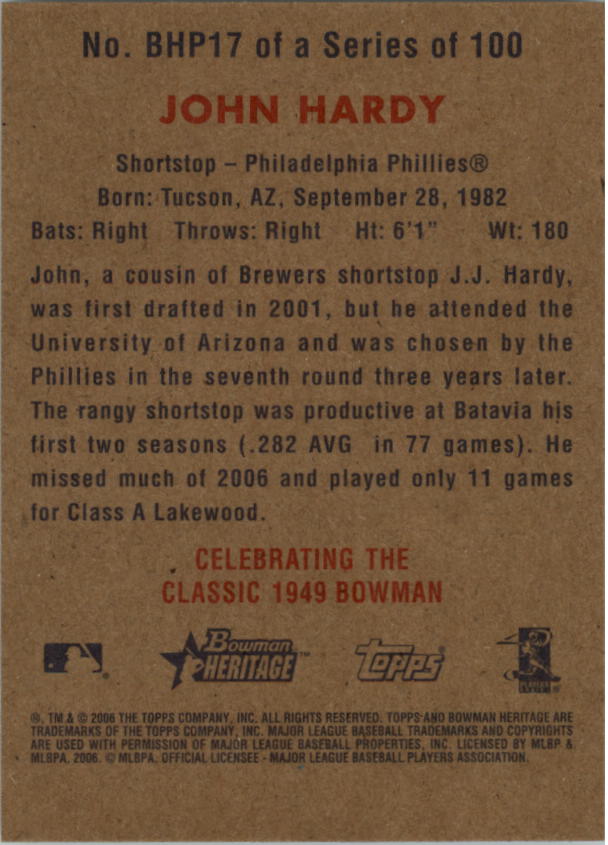 No. BHP17 of a Series of 100
JOHN HARDY
Shortstop – Philadelphia Phillies®
Born: Tucson, AZ, September 28, 1982
Bats: Right Throws: Right Ht: 6'1" Wt: 180
John, a cousin of Brewers shortstop J.J. Hardy,
was first drafted in 2001, but he attended the
University of Arizona and was chosen by the
Phillies in the seventh round three years later.
The rangy shortstop was productive at Batavia his
first two seasons (.282 AVG in 77 games). He
missed much of 2006 and played only 11 games
for Class A Lakewood.
CELEBRATING THE
CLASSIC 1949 BOWMAN
Bowman HERITAGE™ Topps®
®, TM & © 2006 THE TOPPS COMPANY, INC. ALL RIGHTS RESERVED. TOPPS AND BOWMAN HERITAGE ARE
TRADEMARKS OF THE TOPPS COMPANY, INC. MAJOR LEAGUE BASEBALL TRADEMARKS AND COPYRIGHTS
ARE USED WITH PERMISSION OF MAJOR LEAGUE BASEBALL PROPERTIES, INC. LICENSED BY MLBP &
MLBPA. 2006. © MLBPA. OFFICIAL LICENSEE - MAJOR LEAGUE BASEBALL PLAYERS ASSOCIATION.